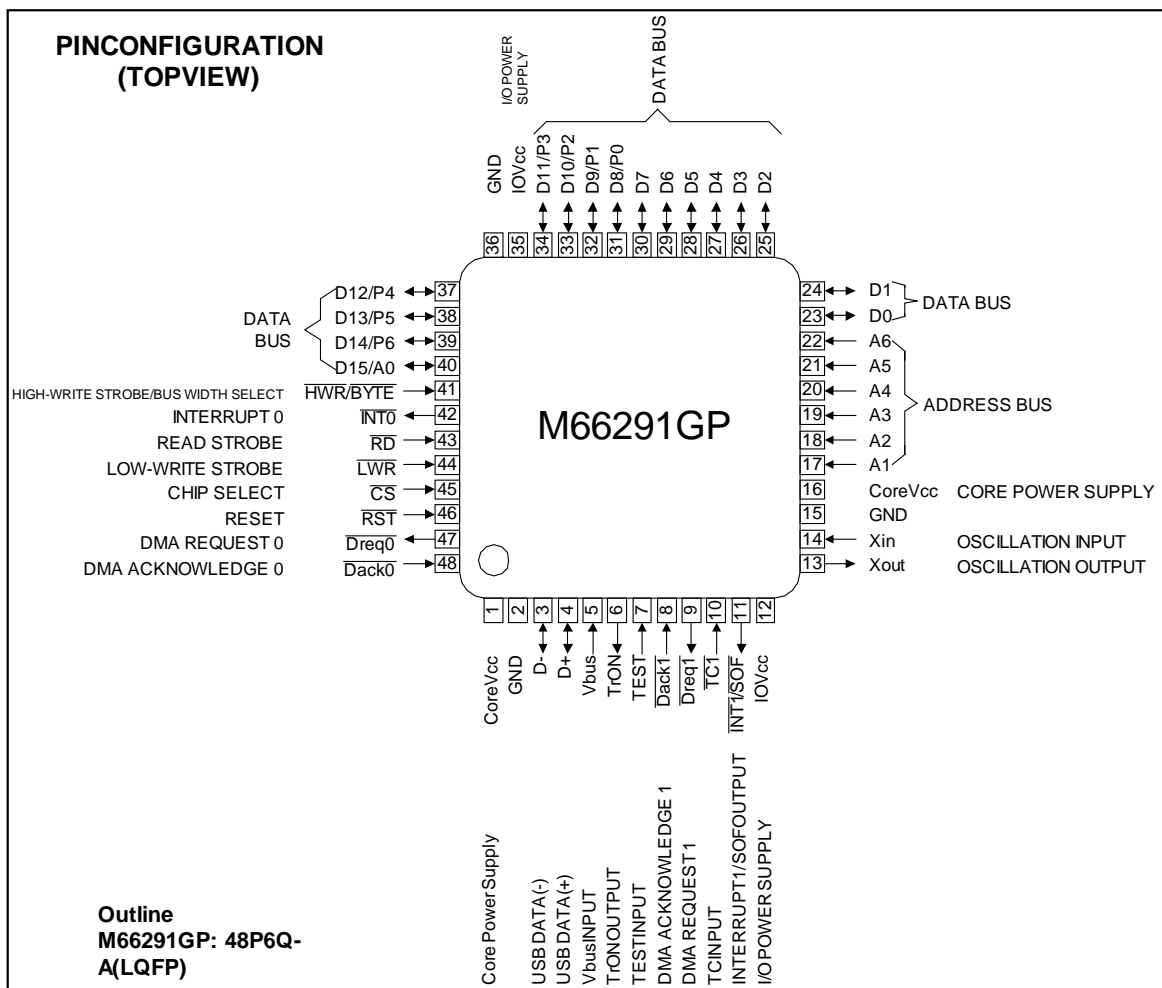 PINCONFIGURATION
(TOPVIEW)
I/O POWER
SUPPLY
DATA BUS
GND
IOVcc
D11/P3
D10/P2
D9/P1
D8/P0
D7
D6
D5
D4
D3
D2
36
35
34
33
32
31
30
29
28
27
26
25
DATA
BUS
D12/P4 37
D13/P5 38
D14/P6 39
D15/A0 40
HIGH-WRITE STROBE/BUS WIDTH SELECT HWR/BYTE 41
INTERRUPT 0 INT0 42
READ STROBE RD 43
LOW-WRITE STROBE LWR 44
CHIP SELECT CS 45
RESET RST 46
DMA REQUEST 0 Dreq0 47
DMA ACKNOWLEDGE 0 Dack0 48
M66291GP
24 D1
23 D0
DATA BUS
22 A6
21 A5
20 A4
19 A3
18 A2
17 A1
ADDRESS BUS
16 CoreVcc CORE POWER SUPPLY
15 GND
14 Xin OSCILLATION INPUT
13 Xout OSCILLATION OUTPUT
1
2
3
4
5
6
7
8
9
10
11
12
CoreVcc
GND
D-
D+
Vbus
TrON
TEST
Dack1
Dreq1
TC1
INT1/SOF
IOVcc
Core Power Supply
USB DATA(-)
USB DATA(+)
VbusINPUT
TrONOUTPUT
TESTINPUT
DMA ACKNOWLEDGE 1
DMA REQUEST1
TCINPUT
INTERRUPT1/SOFOUTPUT
I/OPOWERSUPPLY
Outline
M66291GP: 48P6Q-
A(LQFP)